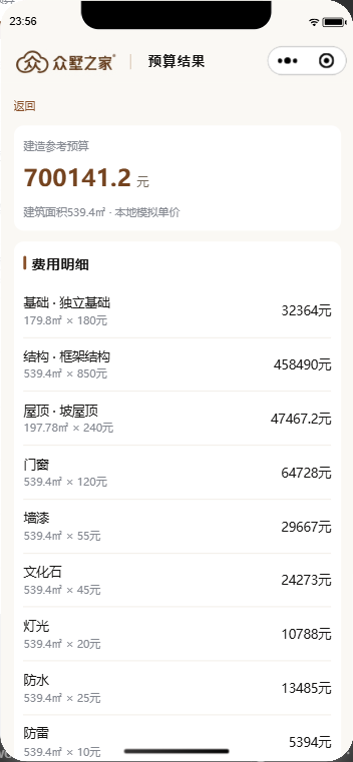 23:56
众墅之家 预算结果
返回
建造参考预算
700141.2 元
建筑面积539.4㎡ · 本地模拟单价
费用明细
基础 · 独立基础
179.8㎡ × 180元
32364元
结构 · 框架结构
539.4㎡ × 850元
458490元
屋顶 · 坡屋顶
197.78㎡ × 240元
47467.2元
门窗
539.4㎡ × 120元
64728元
墙漆
539.4㎡ × 55元
29667元
文化石
539.4㎡ × 45元
24273元
灯光
539.4㎡ × 20元
10788元
防水
539.4㎡ × 25元
13485元
防雷
539.4㎡ × 10元
5394元